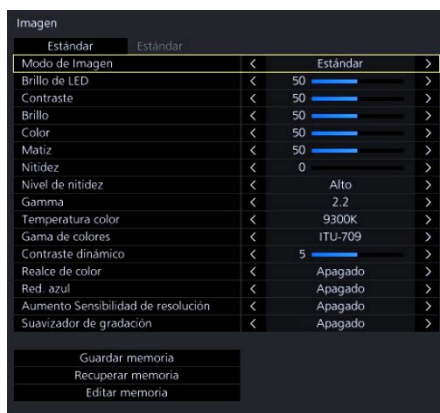 Imagen
Estándar Estándar
Modo de Imagen < Estándar >
Brillo de LED < 50 >
Contraste < 50 >
Brillo < 50 >
Color < 50 >
Matiz < 50 >
Nitidez < 0 >
Nivel de nitidez < Alto >
Gamma < 2.2 >
Temperatura color < 9300K >
Gama de colores < ITU-709 >
Contraste dinámico < 5 >
Realce de color < Apagado >
Red. azul < Apagado >
Aumento Sensibilidad de resolución < Apagado >
Suavizador de gradación < Apagado >
Guardar memoria
Recuperar memoria
Editar memoria